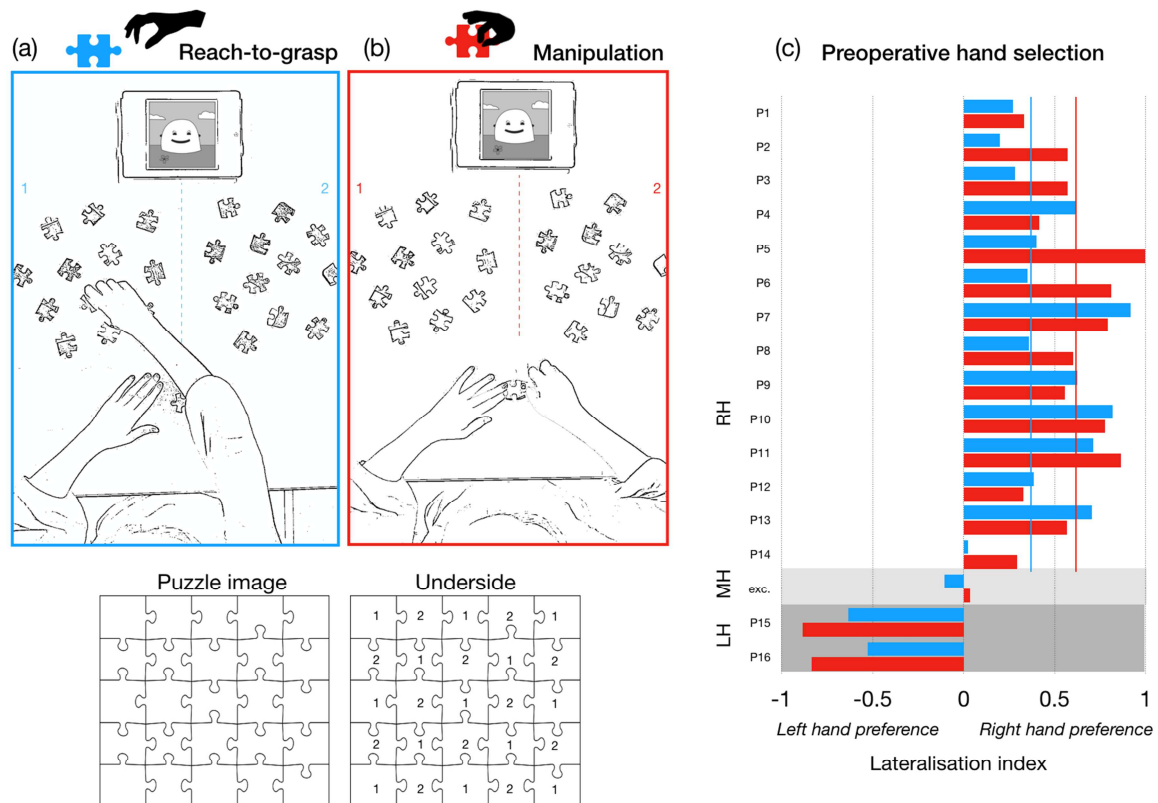 (a)
Reach-to-grasp
(b)
Manipulation
(c)
Preoperative hand selection
1
2
1
2
P1
P2
P3
P4
P5
P6
P7
P8
P9
P10
P11
P12
P13
P14
exc.
P15
P16
RH
MH
LH
-1
-0.5
0
0.5
1
Left hand preference
Right hand preference
Lateralisation index
Puzzle image
Underside
1 2 1 2 1
2 1 2 1 2
1 2 1 2 1
2 1 2 1 2
1 2 1 2 1